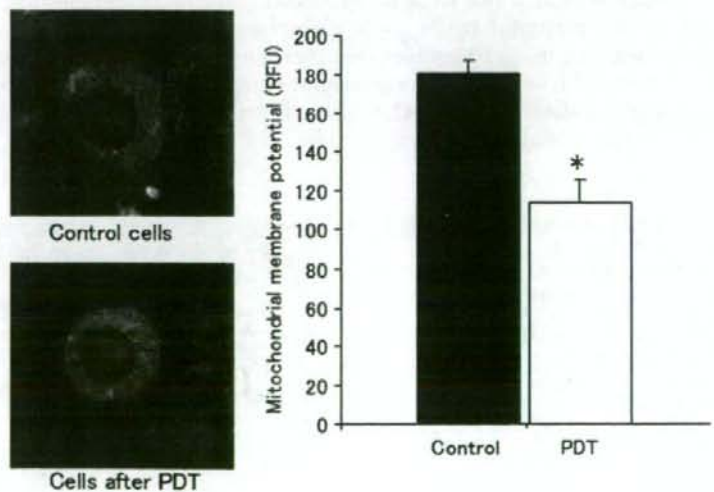 Control cells
Cells after PDT
Mitochondrial membrane potential (RFU)
200
180
160
140
120
100
80
60
40
20
0
*
Control
PDT